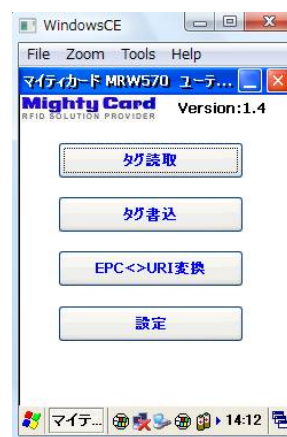 WindowsCE
File Zoom Tools Help
マイティカード MRW570 ユーテ...
Mighty Card
RFID SOLUTION PROVIDER
Version:1.4
タグ読取
タグ書込
EPC<>URI変換
設定
マイテ...
14:12